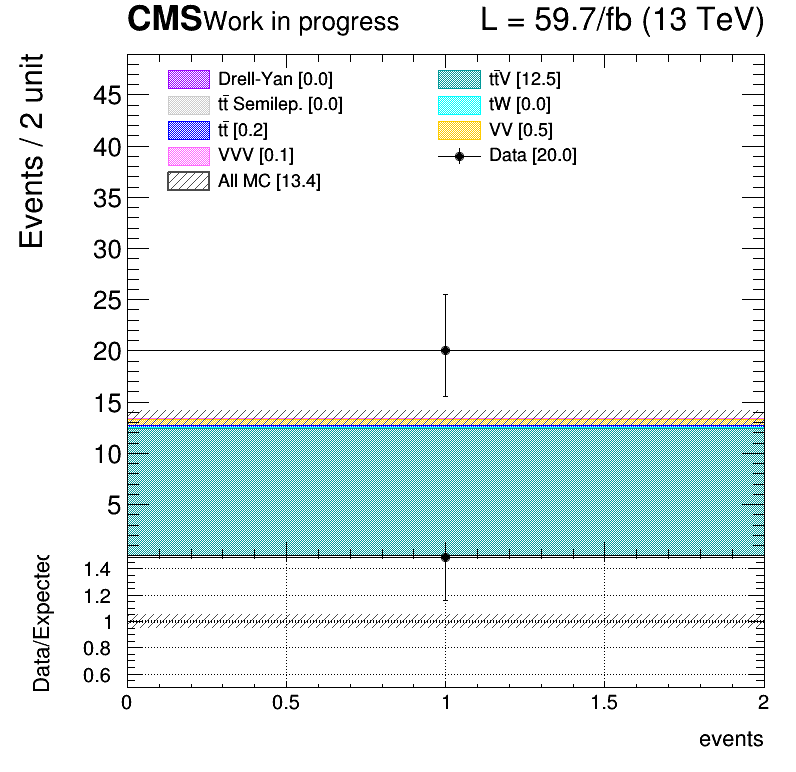 CMS Work in progress L = 59.7/fb (13 TeV)
Events / 2 unit
Drell-Yan [0.0] tt̄V [12.5]
tt̄ Semilep. [0.0] tW [0.0]
tt̄ [0.2] VV [0.5]
VVV [0.1] Data [20.0]
All MC [13.4]
45
40
35
30
25
20
15
10
5
Data/Expected
1.4
1.2
1
0.8
0.6
0 0.5 1 1.5 2
events